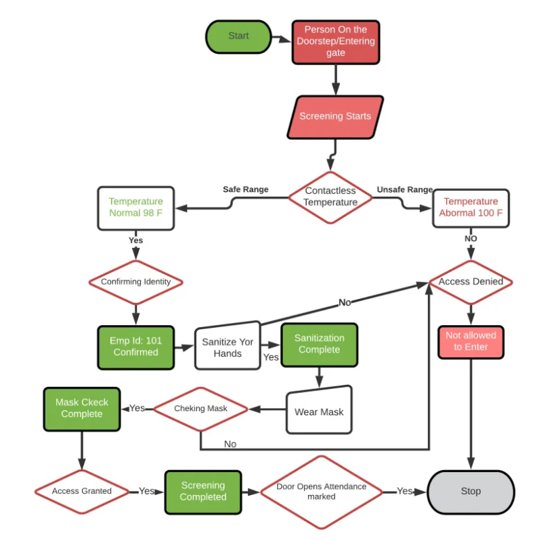 Start
Person On the
Doorstep/Entering
gate
Screening Starts
Contactless
Temperature
Safe Range
Unsafe Range
Temperature
Normal 98 F
Temperature
Abormal 100 F
Yes
NO
Confirming Identity
Access Denied
No
Emp Id: 101
Confirmed
Sanitize Yor
Hands
Yes
Sanitization
Complete
Not allowed
to Enter
Mask Ckeck
Complete
Yes
Cheking Mask
Wear Mask
No
Access Granted
Yes
Screening
Completed
Door Opens Attendance
marked
Yes
Stop